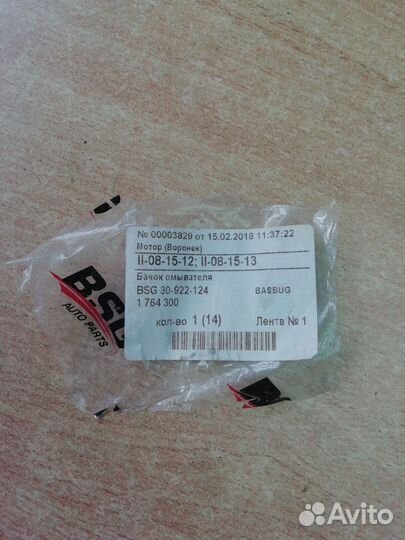 № 00003829 от 15.02.2018 11:37:22
Мотор (Воронеж)
II-08-15-12; II-08-15-13
Бачок омывателя
BSG 30-922-124 BASBUG
1 764 300
кол-во 1 (14) Лента № 1
B.SG
AUTO PARTS
B.SG
Avito